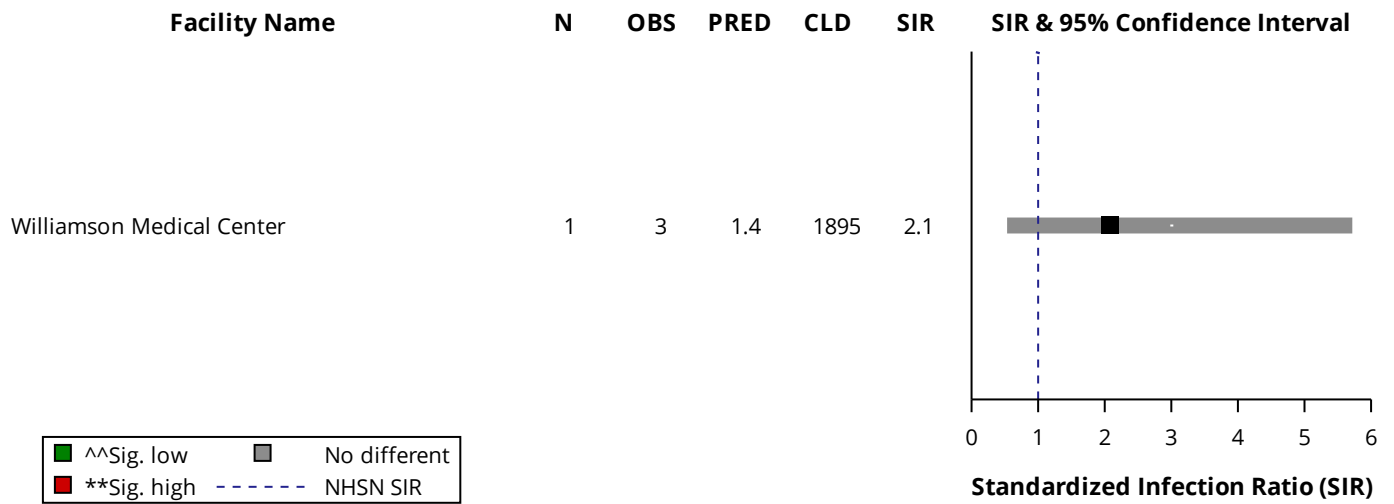 Facility Name N OBS PRED CLD SIR SIR & 95% Confidence Interval
Williamson Medical Center 1 3 1.4 1895 2.1
0 1 2 3 4 5 6
Standardized Infection Ratio (SIR)
^^Sig. low No different
**Sig. high NHSN SIR